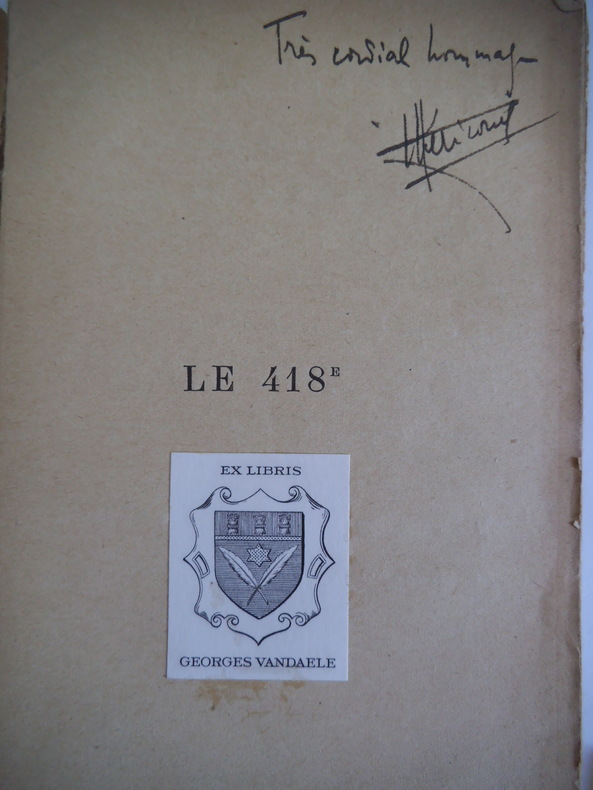 Très cordial hommage
LE 418E
EX LIBRIS
GEORGES VANDAELE